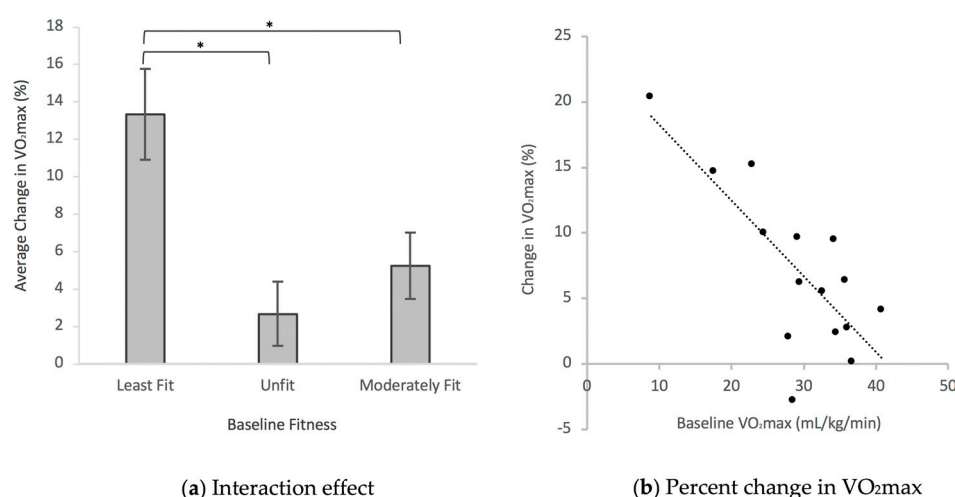 18
16
14
12
10
8
6
4
2
0
Average Change in VO₂max (%)
*
*
Least Fit Unfit Moderately Fit
Baseline Fitness
(a) Interaction effect
25
20
15
10
5
0
-5
Change in VO₂max (%)
0 10 20 30 40 50
Baseline VO₂max (mL/kg/min)
(b) Percent change in VO₂max